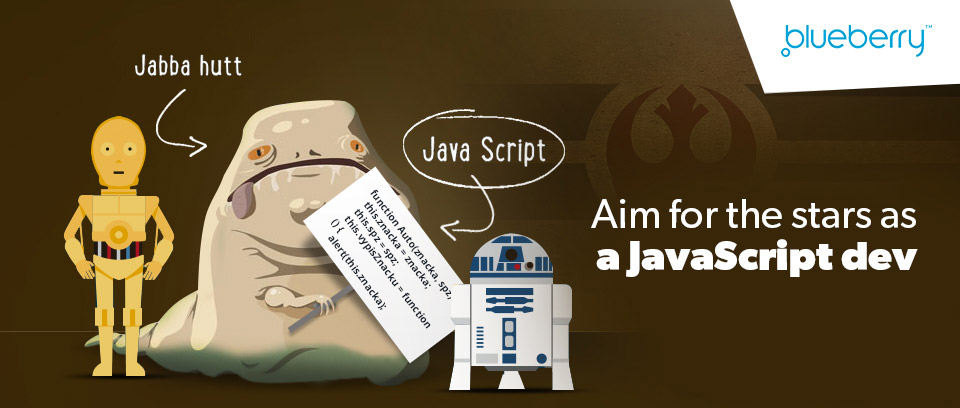 blueberry™
Jabba hutt
Java Script
function Auto(znacka, spz,
this.znacka = znacka;
this.spz = spz;
this.vypisZnacku = function
() {
alert(this.znacka);
Aim for the stars as
a JavaScript dev